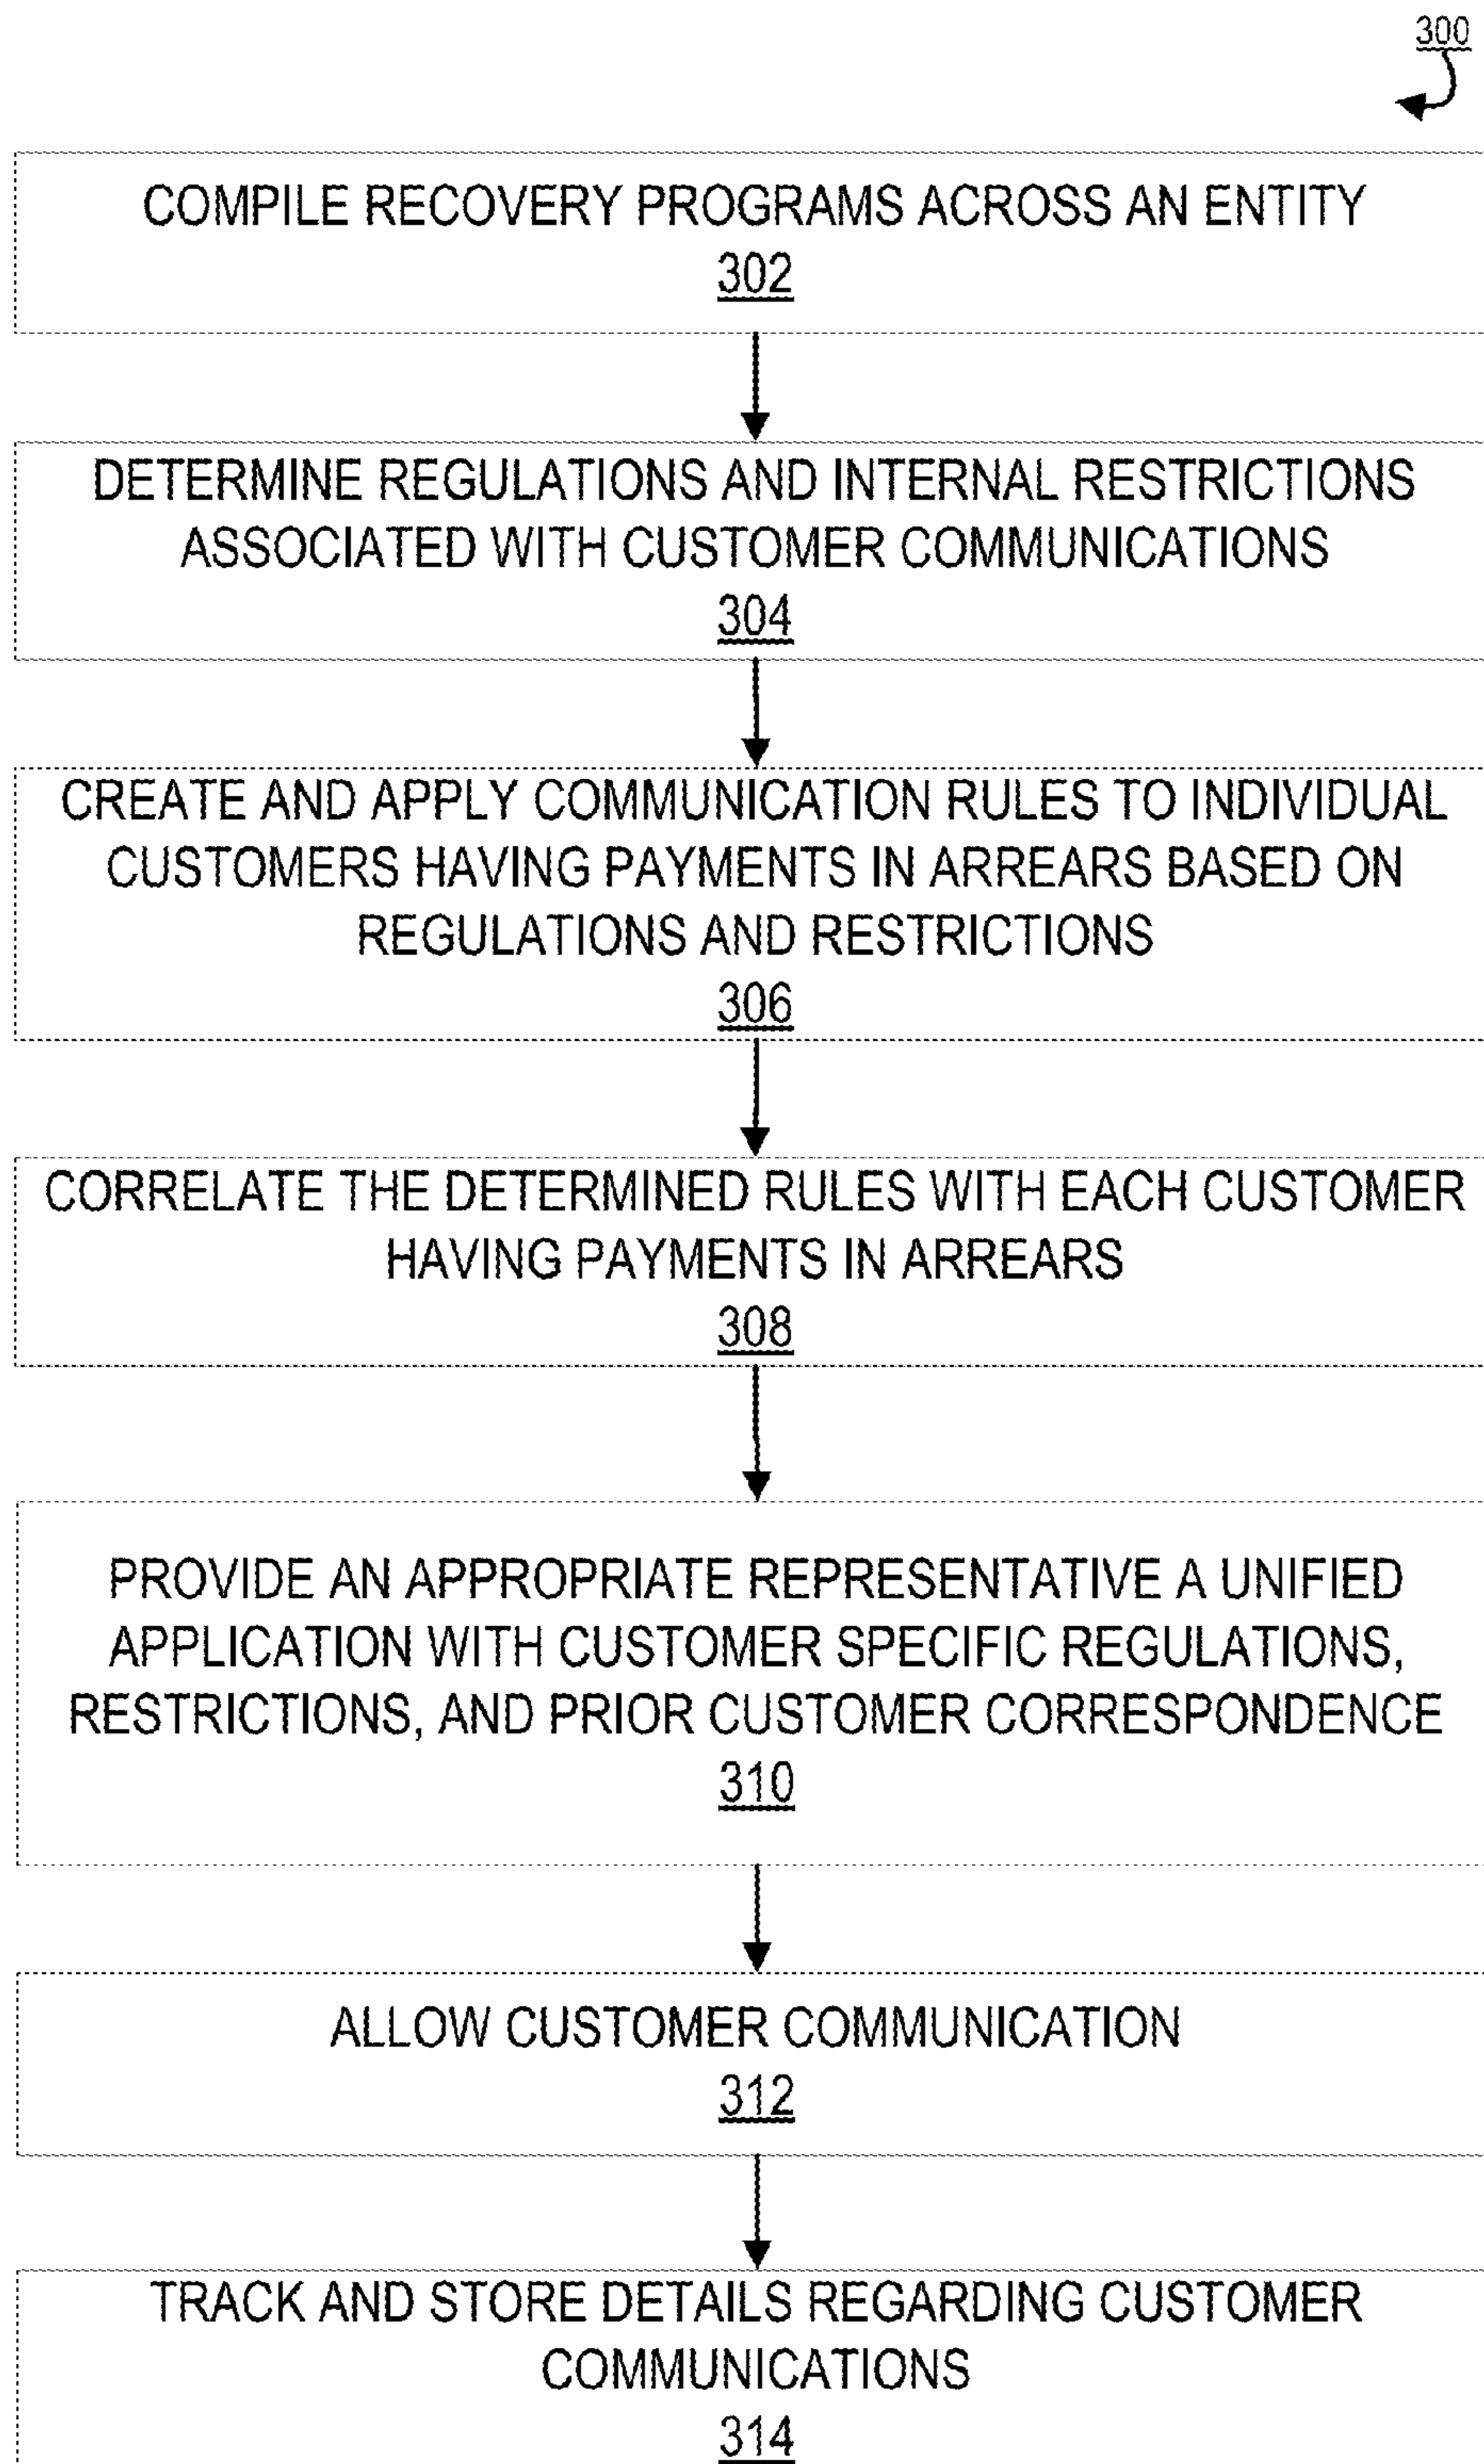 300
COMPILE RECOVERY PROGRAMS ACROSS AN ENTITY
302
DETERMINE REGULATIONS AND INTERNAL RESTRICTIONS
ASSOCIATED WITH CUSTOMER COMMUNICATIONS
304
CREATE AND APPLY COMMUNICATION RULES TO INDIVIDUAL
CUSTOMERS HAVING PAYMENTS IN ARREARS BASED ON
REGULATIONS AND RESTRICTIONS
306
CORRELATE THE DETERMINED RULES WITH EACH CUSTOMER
HAVING PAYMENTS IN ARREARS
308
PROVIDE AN APPROPRIATE REPRESENTATIVE A UNIFIED
APPLICATION WITH CUSTOMER SPECIFIC REGULATIONS,
RESTRICTIONS, AND PRIOR CUSTOMER CORRESPONDENCE
310
ALLOW CUSTOMER COMMUNICATION
312
TRACK AND STORE DETAILS REGARDING CUSTOMER
COMMUNICATIONS
314